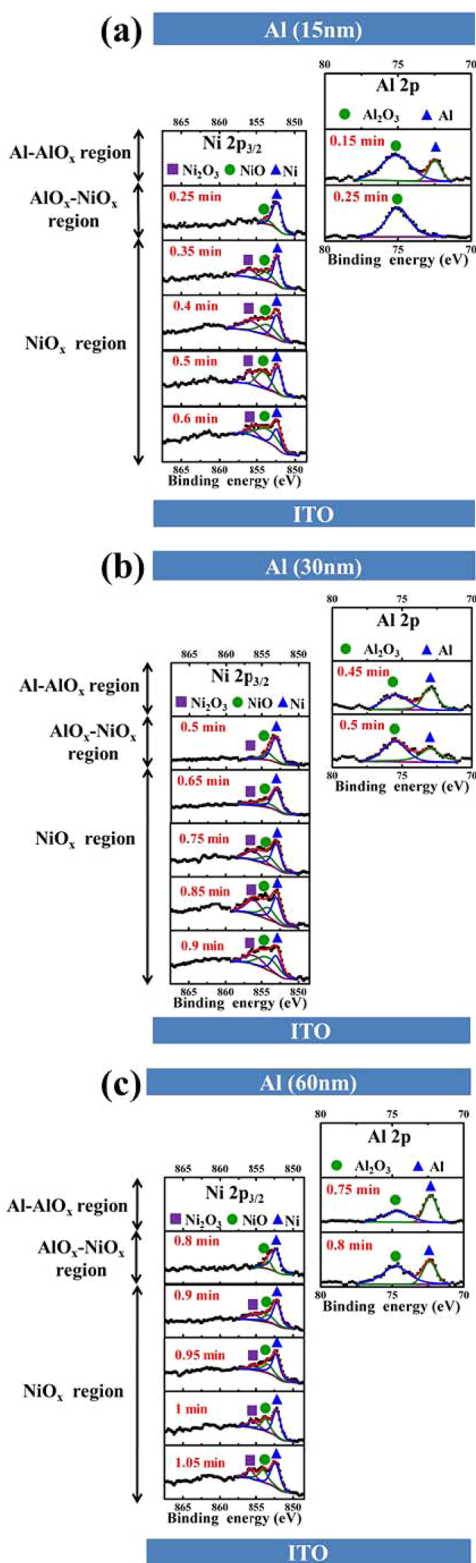 (a)
Al (15nm)
80 75 70
Al 2p
Al₂O₃ Al
0.15 min
0.25 min
80 75 70
Binding energy (eV)
865 860 855 850
Ni 2p₃/₂
Ni₂O₃ NiO Ni
Al-AlOₓ region
AlOₓ-NiOₓ
region
NiOₓ region
0.25 min
0.35 min
0.4 min
0.5 min
0.6 min
865 860 855 850
Binding energy (eV)
ITO
(b)
Al (30nm)
80 75 70
Al 2p
Al₂O₃ Al
0.45 min
0.5 min
80 75 70
Binding energy (eV)
865 860 855 850
Ni 2p₃/₂
Ni₂O₃ NiO Ni
Al-AlOₓ region
AlOₓ-NiOₓ
region
NiOₓ region
0.5 min
0.65 min
0.75 min
0.85 min
0.9 min
865 860 855 850
Binding energy (eV)
ITO
(c)
Al (60nm)
80 75 70
Al 2p
Al₂O₃ Al
0.75 min
0.8 min
80 75 70
Binding energy (eV)
865 860 855 850
Ni 2p₃/₂
Ni₂O₃ NiO Ni
Al-AlOₓ region
AlOₓ-NiOₓ
region
NiOₓ region
0.8 min
0.9 min
0.95 min
1 min
1.05 min
865 860 855 850
Binding energy (eV)
ITO